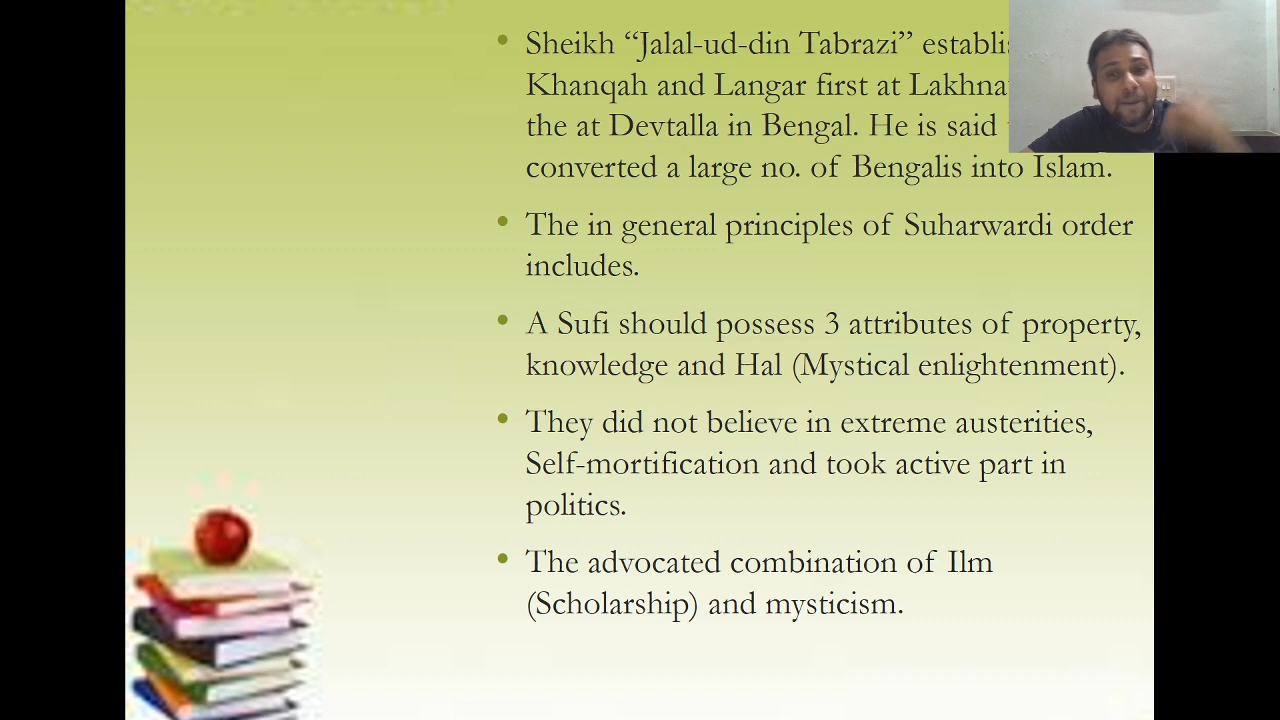 • Sheikh “Jalal-ud-din Tabrazi”
Khanqah and Langar first at
the at Devtalla in Bengal. He is said
converted a large no. of Bengalis into Islam.
• The in general principles of Suharwardi order
includes.
• A Sufi should possess 3 attributes of property,
knowledge and Hal (Mystical enlightenment).
• They did not believe in extreme austerities,
Self-mortification and took active part in
politics.
• The advocated combination of Ilm
(Scholarship) and mysticism.